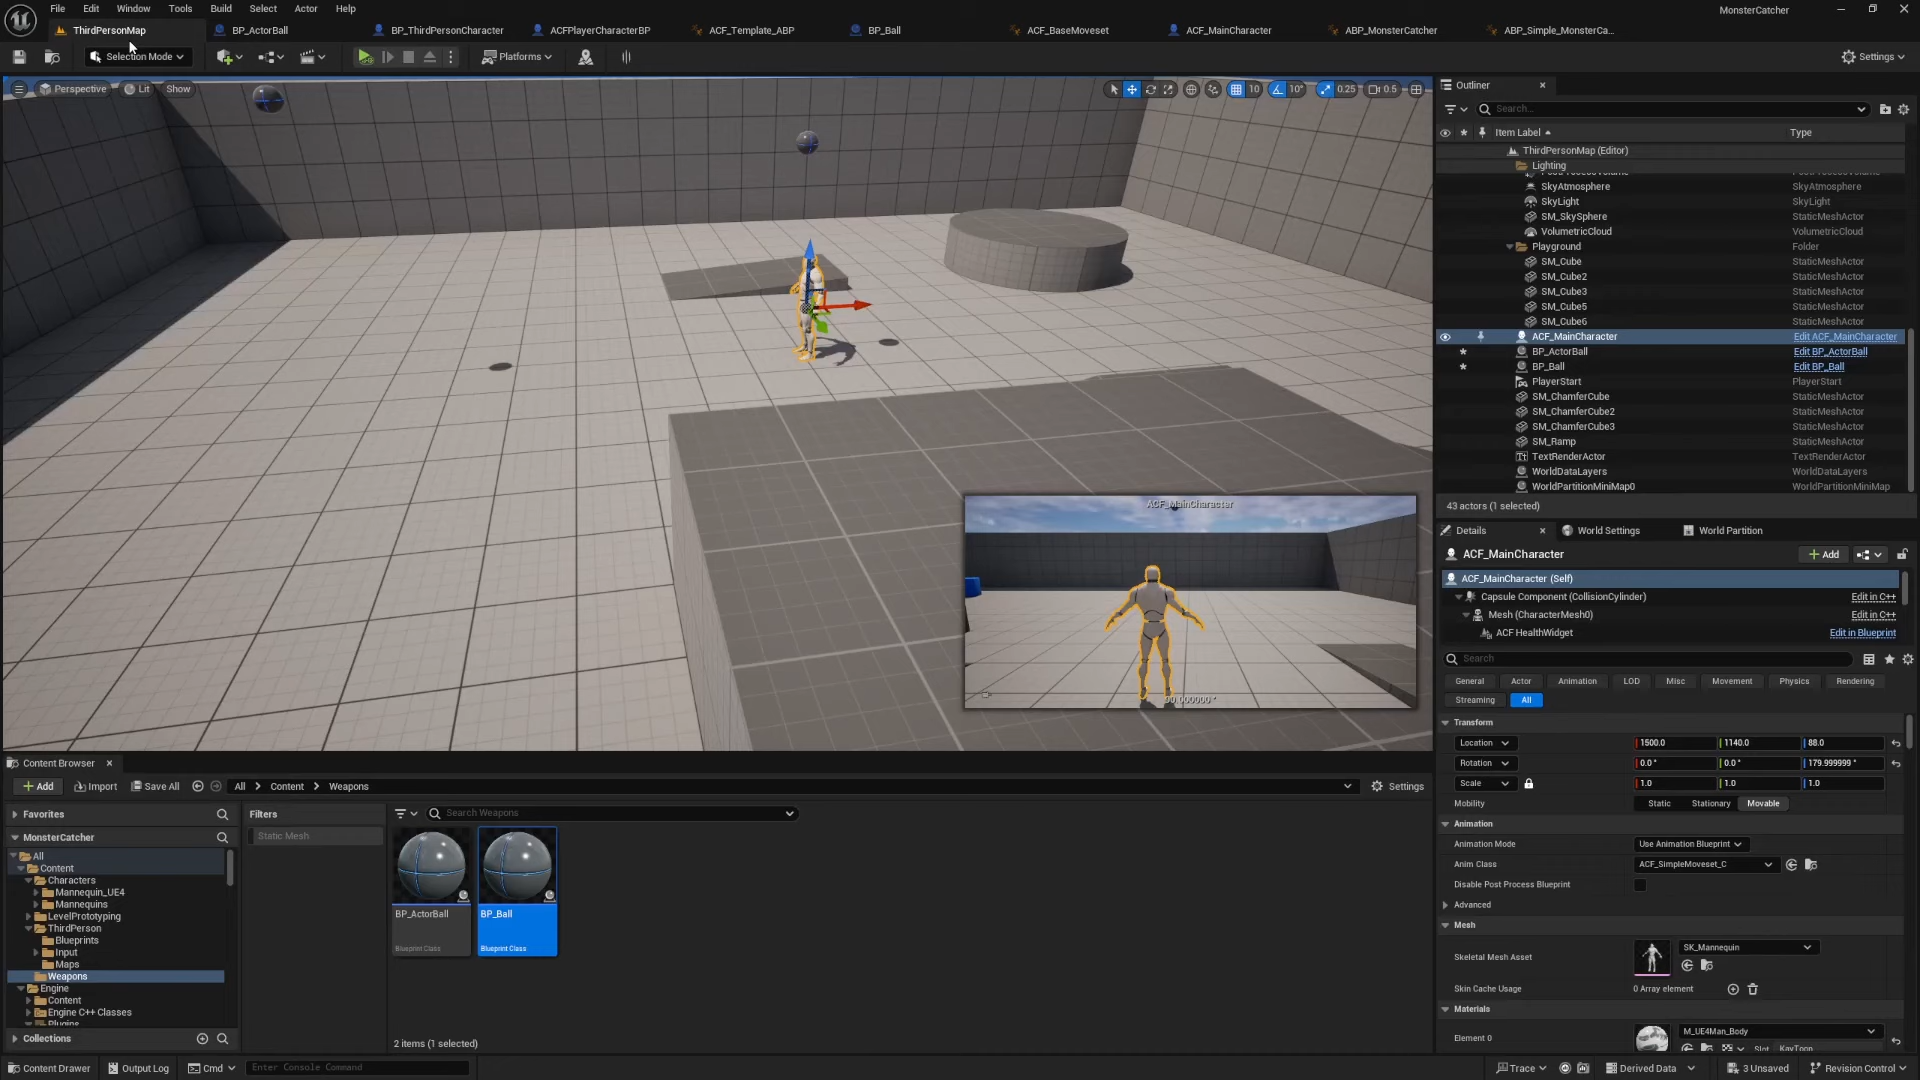 File Edit Window Tools Build Select Actor Help
MonsterCatcher
ThirdPersonMap BP_ActorBall BP_ThirdPersonCharacter ACFPlayerCharacterBP ACF_Template_ABP BP_Ball ACF_BaseMoveset ACF_MainCharacter ABP_MonsterCatcher ABP_Simple_MonsterCa...
Selection Mode Platforms Settings
Perspective Lit Show 10 10° 0.25 0.5
Outliner
Search...
Item Label Type
ThirdPersonMap (Editor)
Lighting
SkyAtmosphere SkyAtmosphere
SkyLight SkyLight
SM_SkySphere StaticMeshActor
VolumetricCloud VolumetricCloud
Playground Folder
SM_Cube StaticMeshActor
SM_Cube2 StaticMeshActor
SM_Cube3 StaticMeshActor
SM_Cube5 StaticMeshActor
SM_Cube6 StaticMeshActor
ACF_MainCharacter Edit ACF_MainCharacter
BP_ActorBall Edit BP_ActorBall
BP_Ball Edit BP_Ball
PlayerStart PlayerStart
SM_ChamferCube StaticMeshActor
SM_ChamferCube2 StaticMeshActor
SM_ChamferCube3 StaticMeshActor
SM_Ramp StaticMeshActor
TextRenderActor TextRenderActor
WorldDataLayers WorldDataLayers
WorldPartitionMiniMap0 WorldPartitionMiniMap
43 actors (1 selected)
ACF_MainCharacter
90.000000 °
Details World Settings World Partition
ACF_MainCharacter Add
ACF_MainCharacter (Self)
Capsule Component (CollisionCylinder) Edit in C++
Mesh (CharacterMesh0) Edit in C++
ACF HealthWidget Edit in Blueprint
Search
General Actor Animation LOD Misc Movement Physics Rendering
Streaming All
Transform
Location 1500.0 1140.0 88.0
Rotation 0.0 ° 0.0 ° 179.999999 °
Scale 1.0 1.0 1.0
Mobility Static Stationary Movable
Animation
Animation Mode Use Animation Blueprint
Anim Class ACF_SimpleMoveset_C
Disable Post Process Blueprint
Advanced
Mesh
Skeletal Mesh Asset SK_Mannequin
Skin Cache Usage 0 Array element
Materials
Element 0 M_UE4Man_Body
Slot KayToon
Content Browser
Add Import Save All All Content Weapons Settings
Favorites
MonsterCatcher
All
Content
Characters
Mannequin_UE4
Mannequins
LevelPrototyping
ThirdPerson
Blueprints
Input
Maps
Weapons
Engine
Content
Engine C++ Classes
Plugins
Collections
Filters
Static Mesh
Search Weapons
BP_ActorBall
Blueprint Class
BP_Ball
Blueprint Class
2 items (1 selected)
Content Drawer Output Log Cmd Enter Console Command Trace Derived Data 3 Unsaved Revision Control